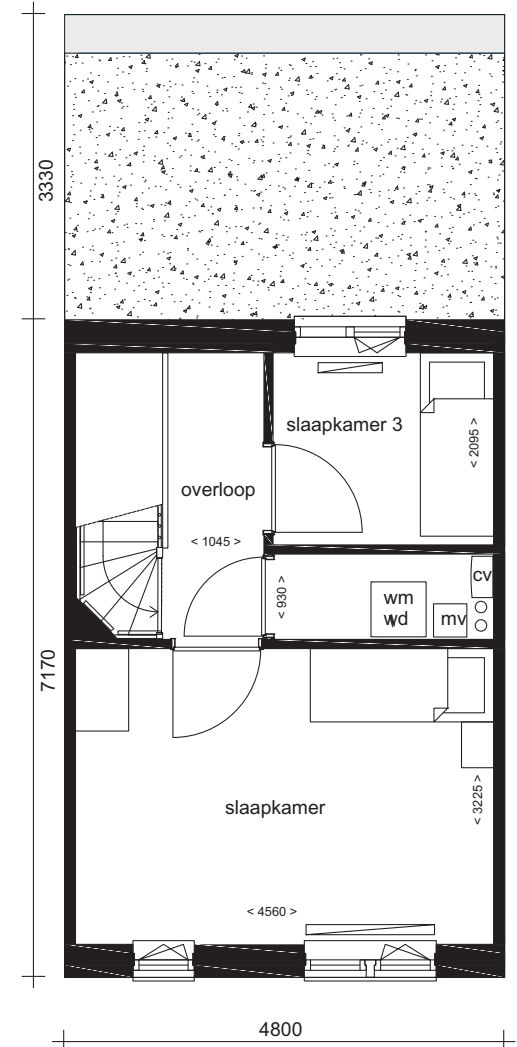 3330
slaapkamer 3
< 2095 >
overloop
< 1045 >
cv
< 930 >
wm
wd
mv
7170
< 3225 >
slaapkamer
< 4560 >
4800